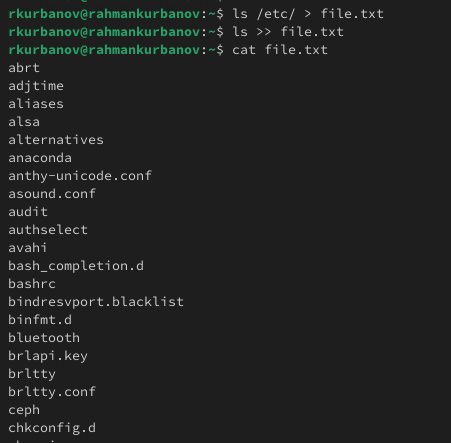 rkurbanov@rahmankurbanov:~$ ls /etc/ > file.txt
rkurbanov@rahmankurbanov:~$ ls >> file.txt
rkurbanov@rahmankurbanov:~$ cat file.txt
abrt
adjtime
aliases
alsa
alternatives
anaconda
anthy-unicode.conf
asound.conf
audit
authselect
avahi
bash_completion.d
bashrc
bindresvport.blacklist
binfmt.d
bluetooth
brlapi.key
brltty
brltty.conf
ceph
chkconfig.d